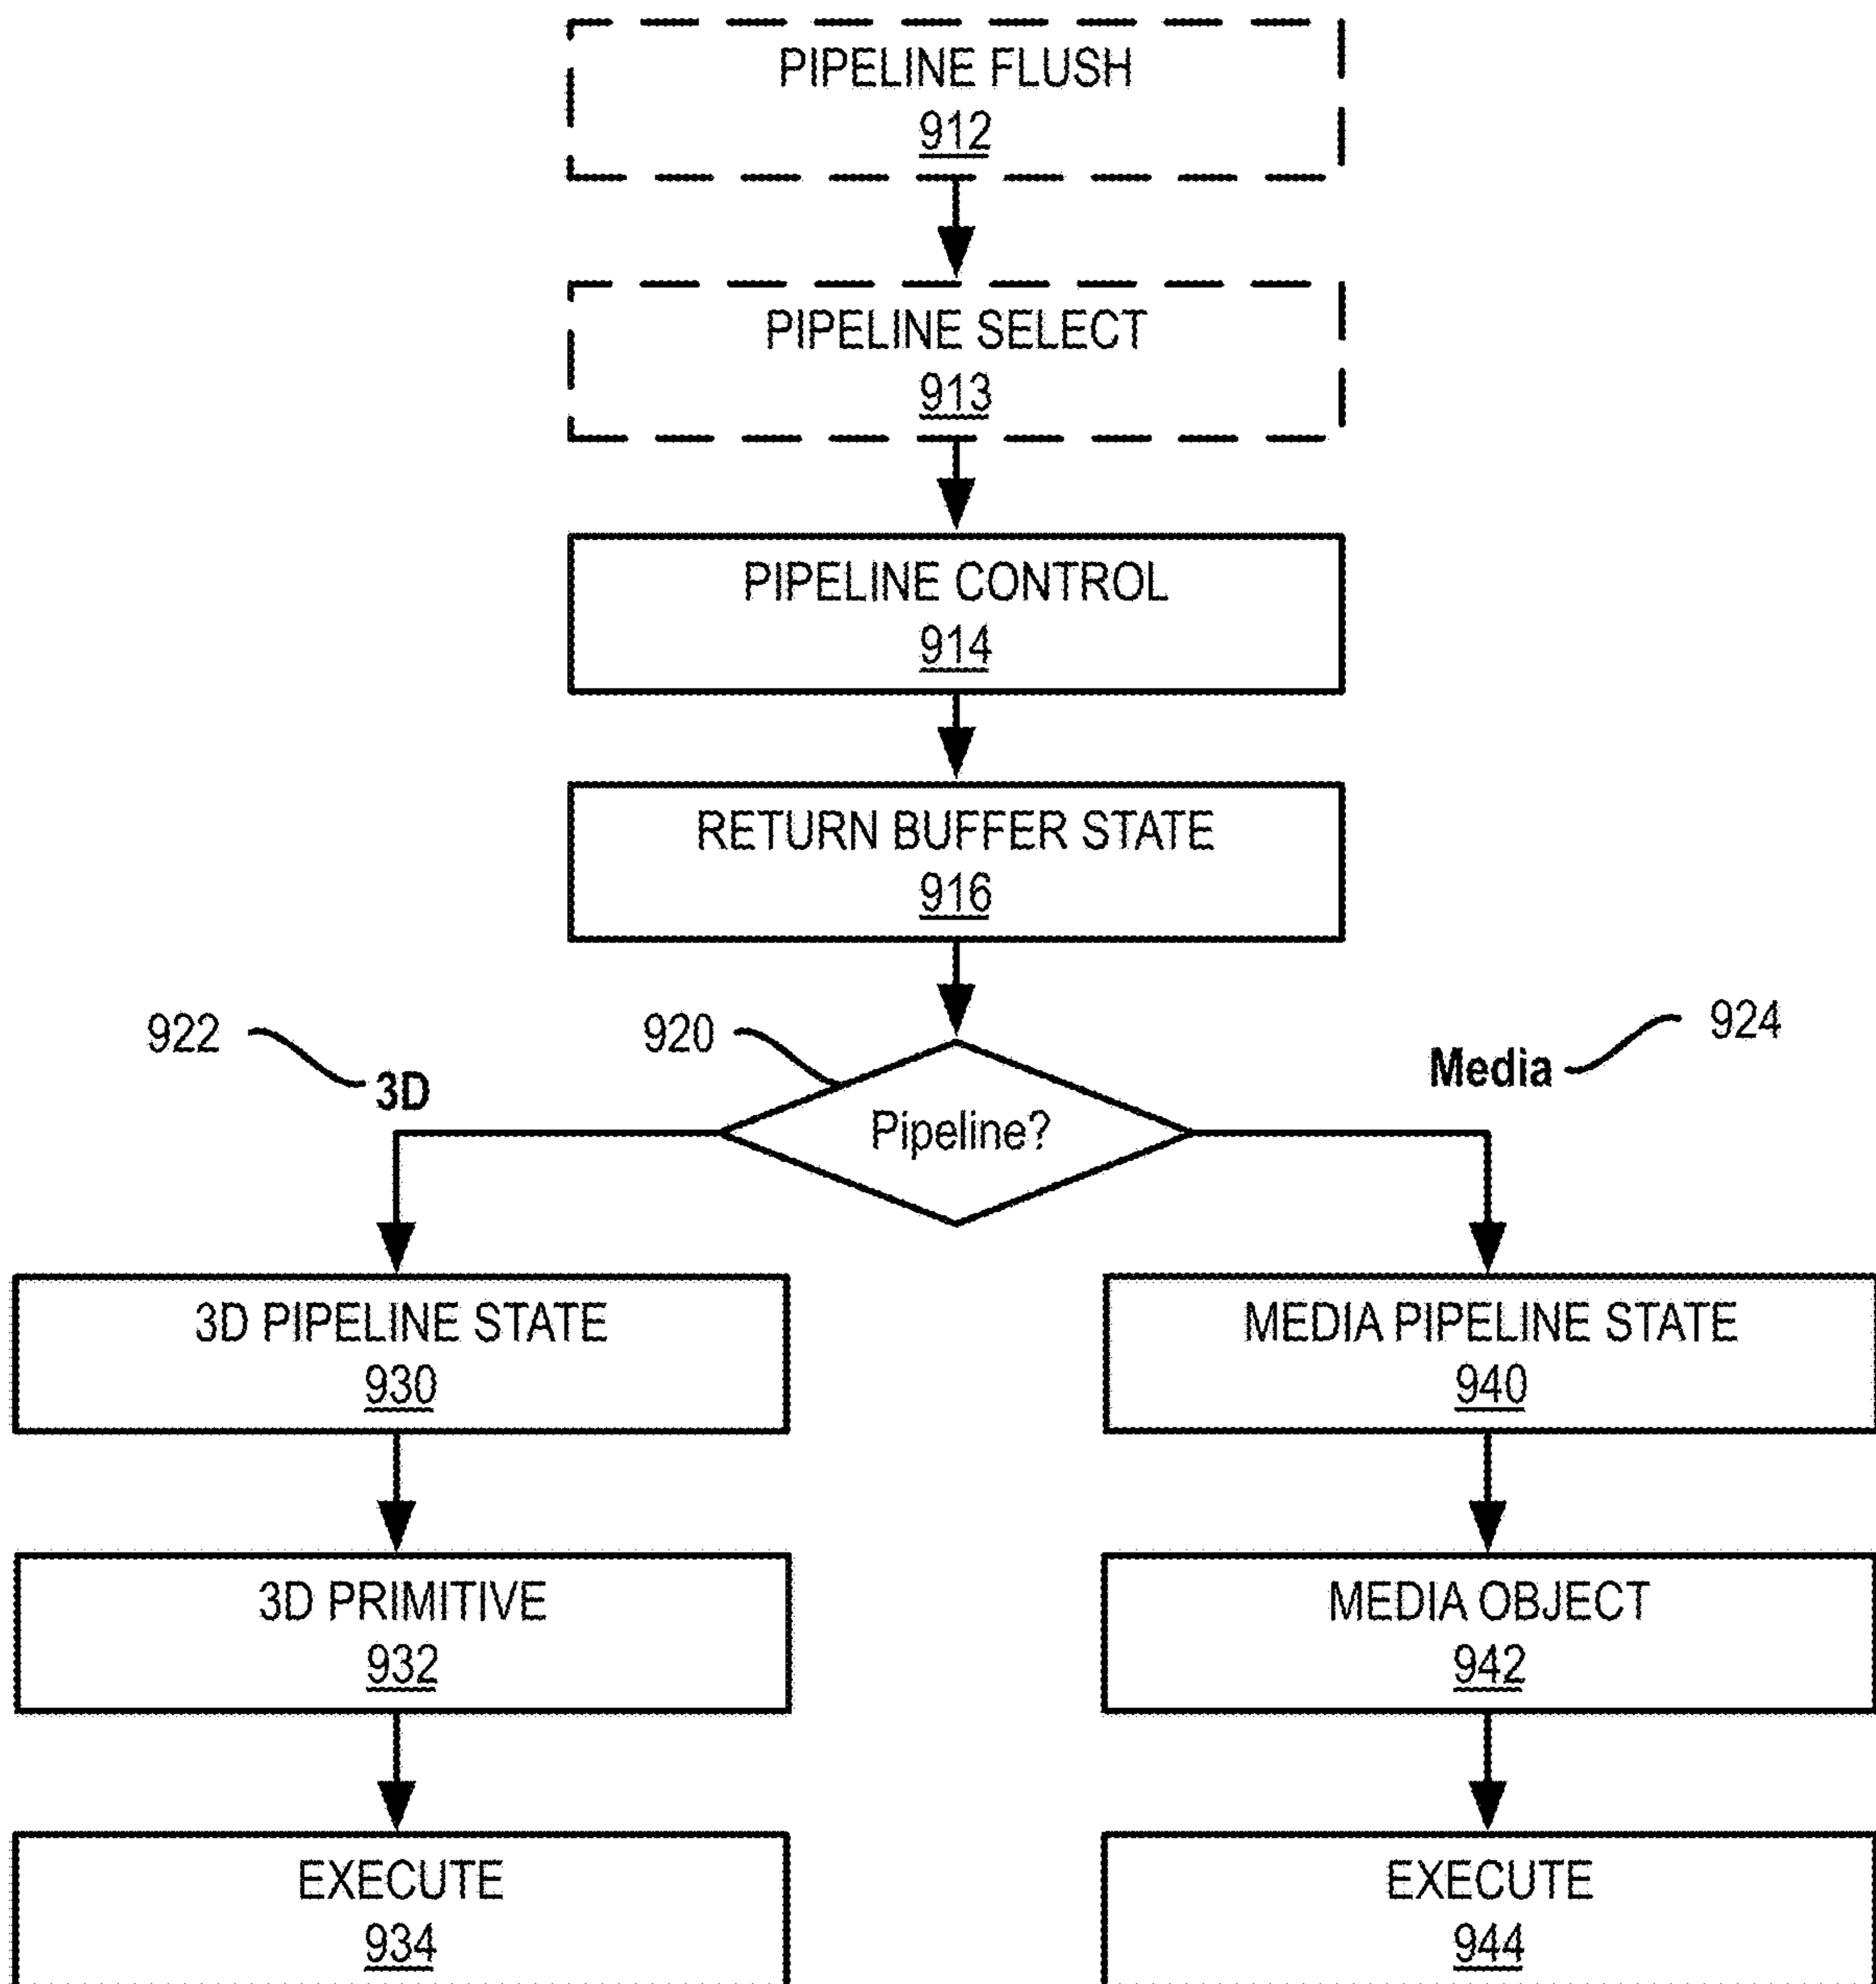 PIPELINE FLUSH
912
PIPELINE SELECT
913
PIPELINE CONTROL
914
RETURN BUFFER STATE
916
922
3D
920
Pipeline?
Media
924
3D PIPELINE STATE
930
MEDIA PIPELINE STATE
940
3D PRIMITIVE
932
MEDIA OBJECT
942
EXECUTE
934
EXECUTE
944